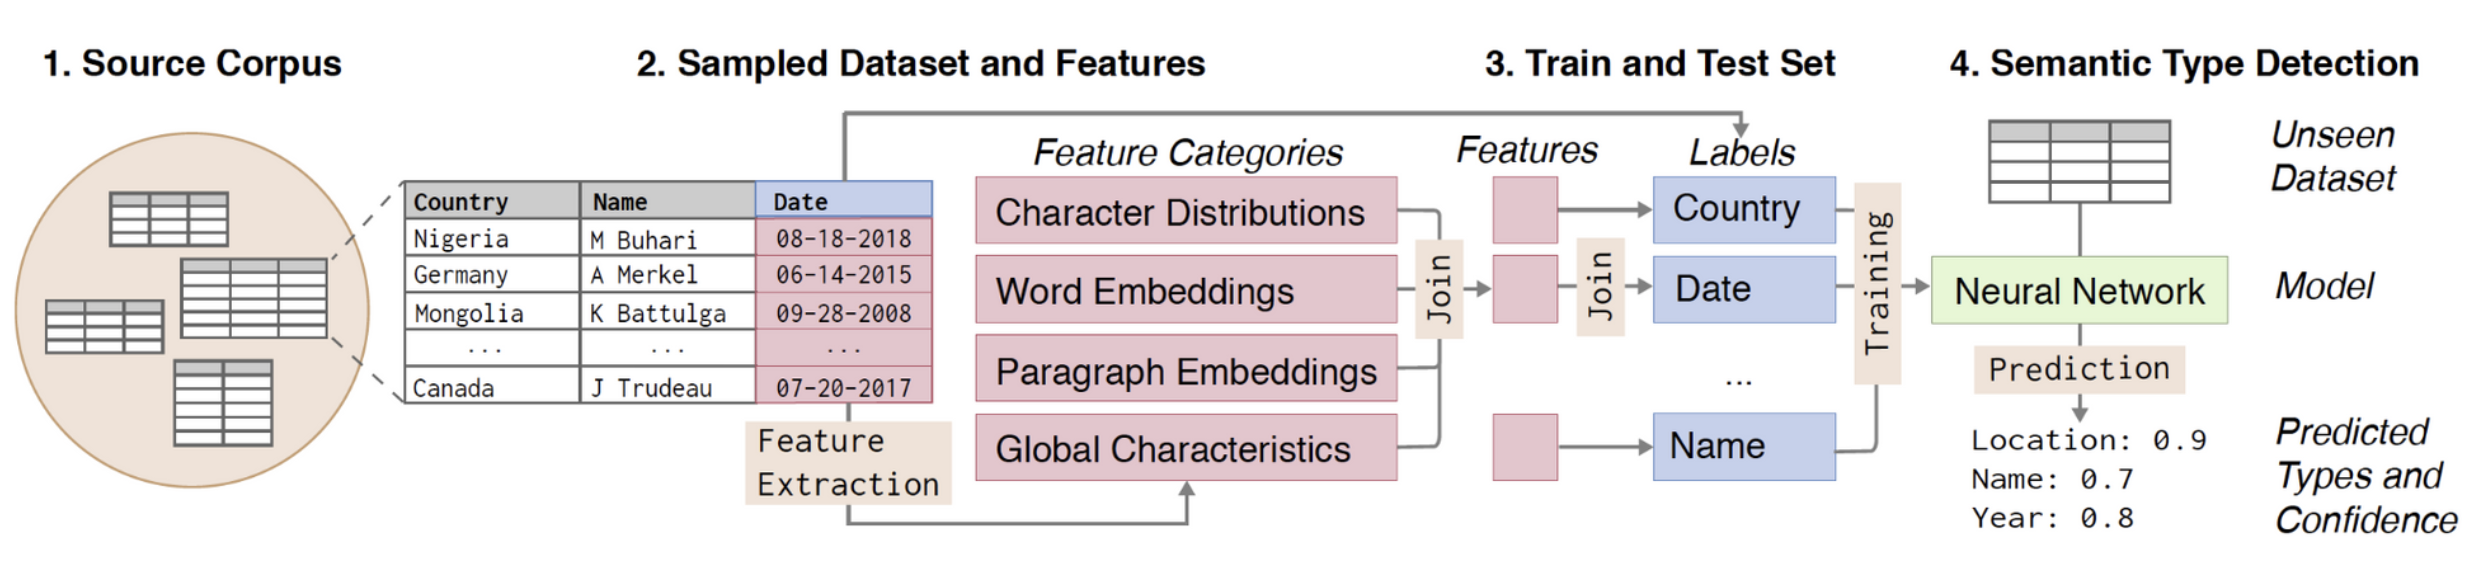 1. Source Corpus
2. Sampled Dataset and Features
3. Train and Test Set
4. Semantic Type Detection
Country Name Date
Nigeria M Buhari 08-18-2018
Germany A Merkel 06-14-2015
Mongolia K Battulga 09-28-2008
... ... ...
Canada J Trudeau 07-20-2017
Feature
Extraction
Feature Categories
Character Distributions
Word Embeddings
Paragraph Embeddings
Global Characteristics
Join
Features
Join
Labels
Country
Date
...
Name
Training
Unseen
Dataset
Neural Network
Model
Prediction
Location: 0.9
Name: 0.7
Year: 0.8
Predicted
Types and
Confidence